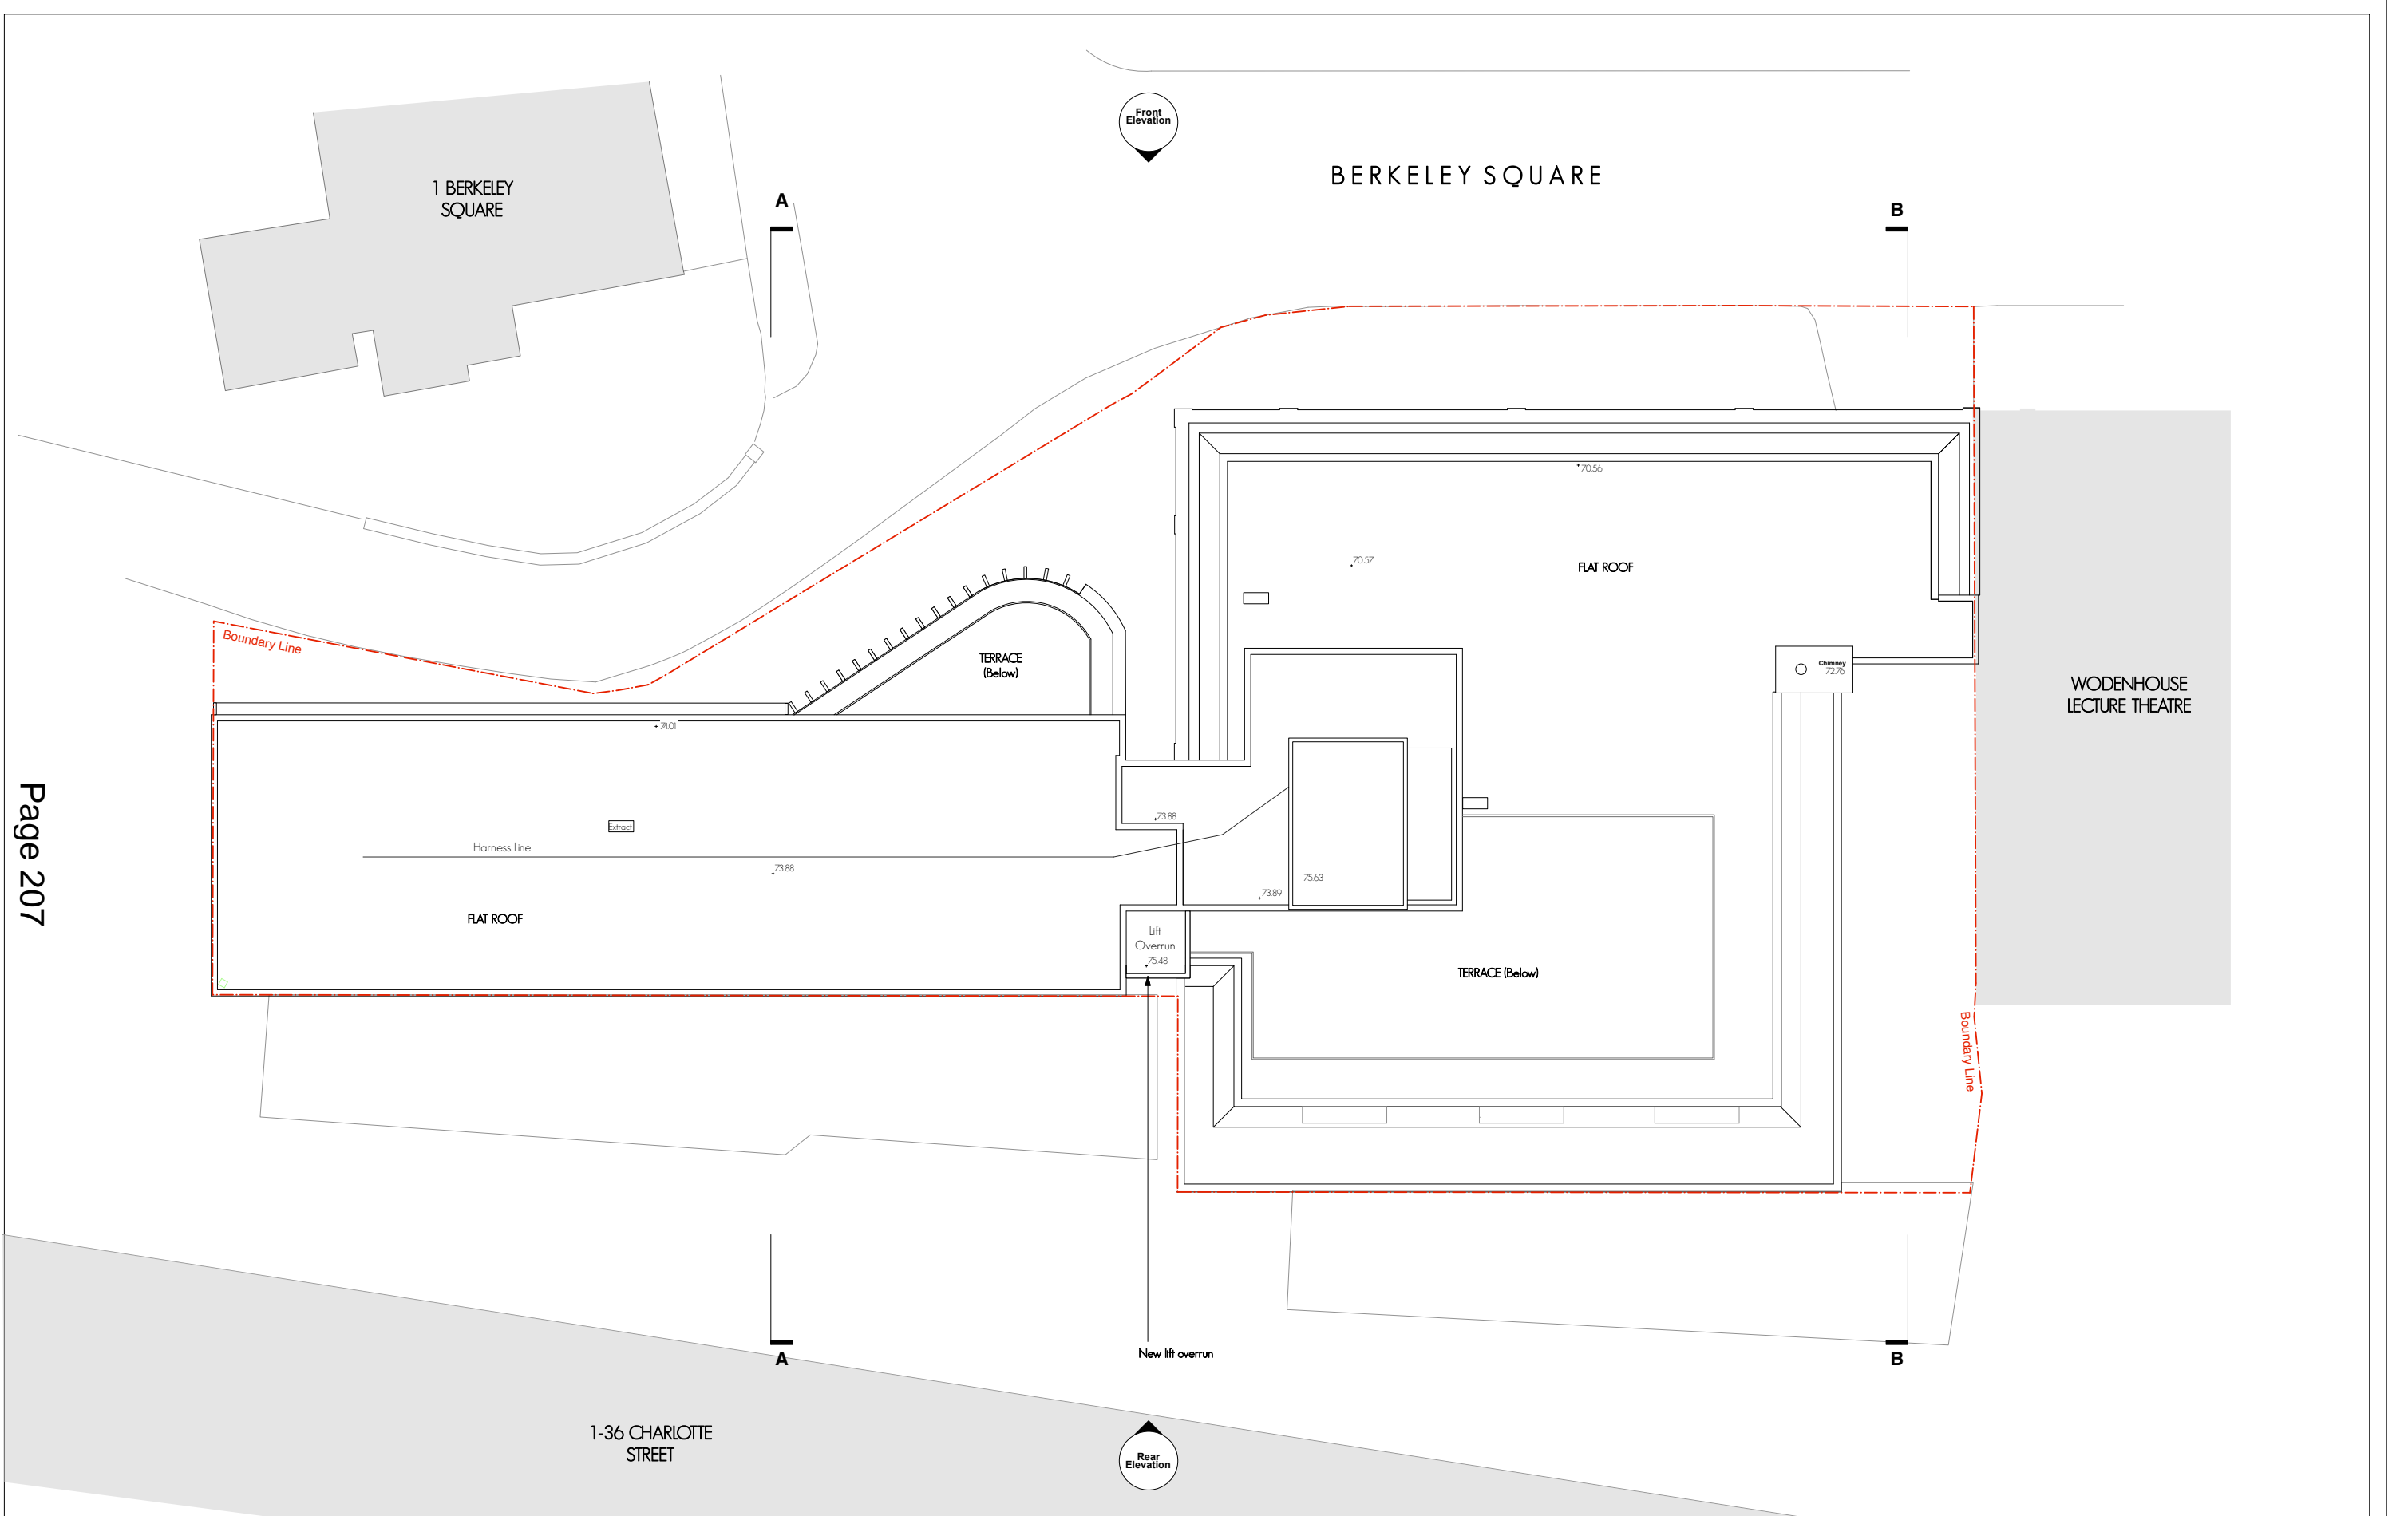 Front
Elevation
BERKELEY SQUARE
1 BERKELEY
SQUARE
A
B
70.56
70.57
FLAT ROOF
Boundary Line
TERRACE
(Below)
Chimney
72.76
WODENHOUSE
LECTURE THEATRE
74.01
Page 207
Extract
73.88
Harness Line
73.88
75.63
73.89
FLAT ROOF
Lift
Overrun
75.48
TERRACE (Below)
Boundary Line
New lift overrun
A
B
1-36 CHARLOTTE
STREET
Rear
Elevation